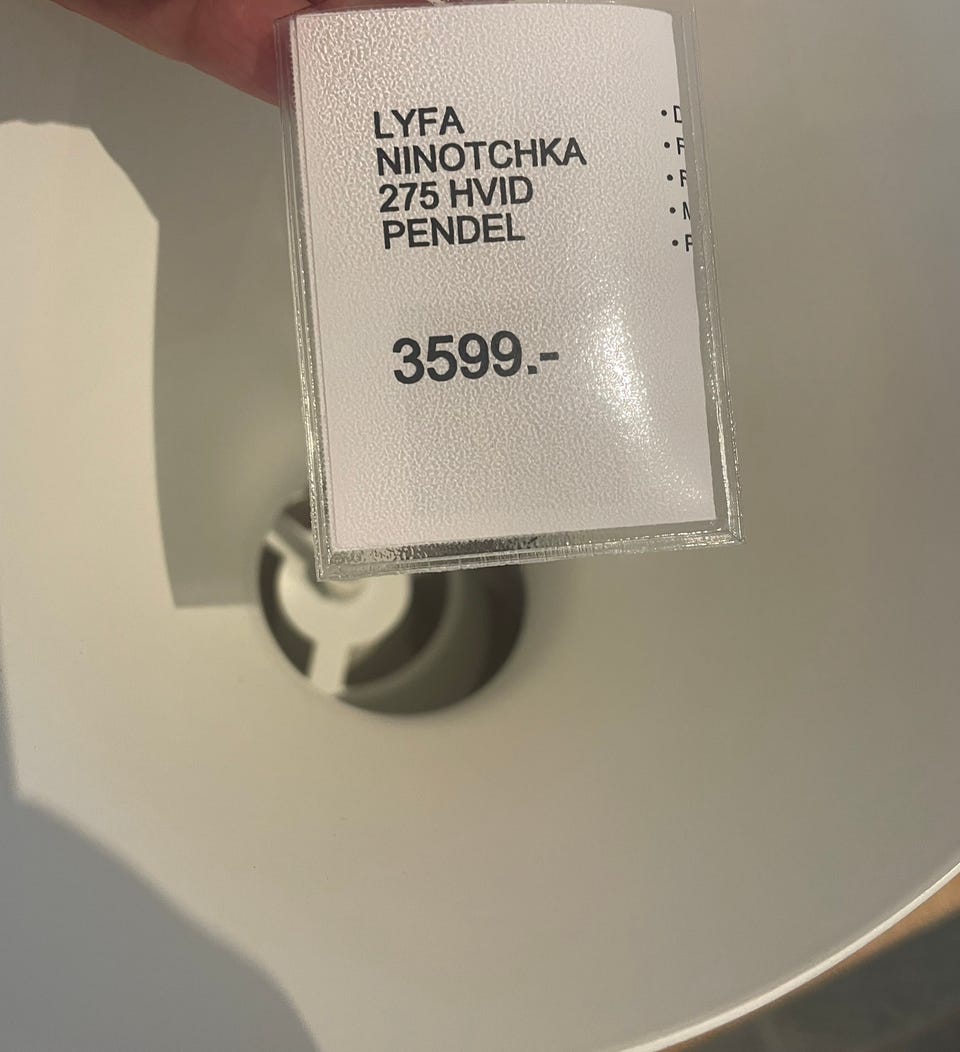 LYFA
NINOTCHKA
275 HVID
PENDEL
3599.-